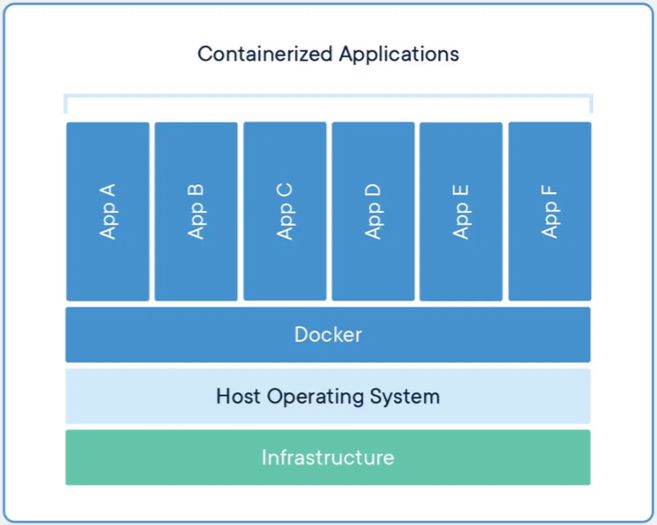 Containerized Applications
App A
App B
App C
App D
App E
App F
Docker
Host Operating System
Infrastructure